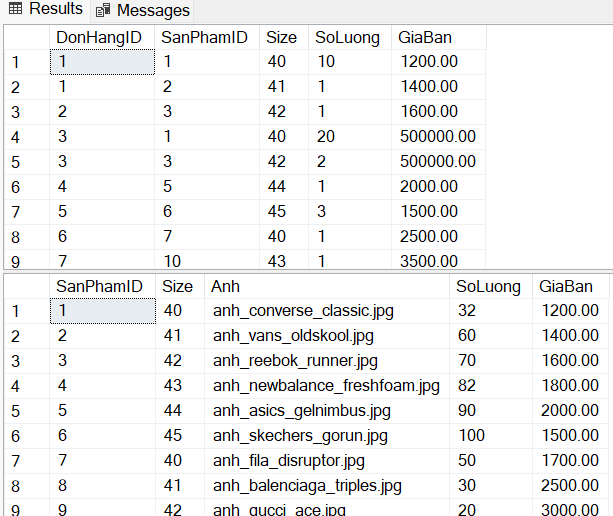 Results Messages
DonHangID SanPhamID Size SoLuong GiaBan
1 1 1 40 10 1200.00
2 1 2 41 1 1400.00
3 2 3 42 1 1600.00
4 3 1 40 20 500000.00
5 3 3 42 2 500000.00
6 4 5 44 1 2000.00
7 5 6 45 3 1500.00
8 6 7 40 1 2500.00
9 7 10 43 1 3500.00
SanPhamID Size Anh SoLuong GiaBan
1 1 40 anh_converse_classic.jpg 32 1200.00
2 2 41 anh_vans_oldskool.jpg 60 1400.00
3 3 42 anh_reebok_runner.jpg 70 1600.00
4 4 43 anh_newbalance_freshfoam.jpg 82 1800.00
5 5 44 anh_asics_gelnimbus.jpg 90 2000.00
6 6 45 anh_skechers_gorun.jpg 100 1500.00
7 7 40 anh_fila_disruptor.jpg 50 1700.00
8 8 41 anh_balenciaga_triples.jpg 30 2500.00
9 9 42 anh_gucci_ace.jpg 20 3000.00